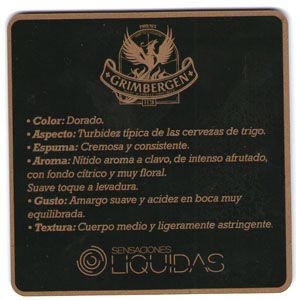 GRIMBERGEN
• Color: Dorado.
• Aspecto: Turbidez típica de las cervezas de trigo.
• Espuma: Cremosa y consistente.
• Aroma: Nítido aroma a clavo, de intenso afrutado,
con fondo cítrico y muy floral.
Suave toque a levadura.
• Gusto: Amargo suave y acidez en boca muy
equilibrada.
• Textura: Cuerpo medio y ligeramente astringente.
SENSACIONES
LÍQUIDAS